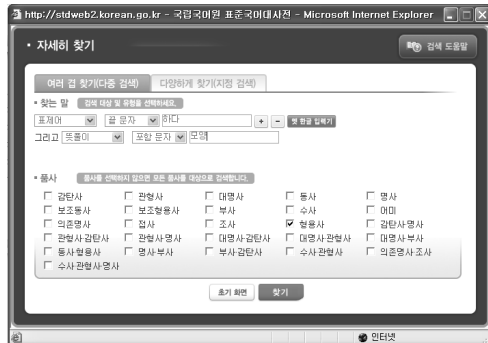 http://stdweb2.korean.go.kr - 국립국어원 표준국어대사전 - Microsoft Internet Explorer
• 자세히 찾기
검색 도움말
여러 겹 찾기(다중 검색) 다양하게 찾기(지정 검색)
찾는 말 검색 대상 및 유형을 선택하세요.
표제어 끝 문자 하다 + - 옛 한글 입력기
그리고 뜻풀이 포함 문자 모양
품사 품사를 선택하지 않으면 모든 품사를 대상으로 검색합니다.
감탄사 관형사 대명사 동사 명사
보조동사 보조형용사 부사 수사 어미
의존명사 접사 조사 형용사 감탄사·명사
관형사·감탄사 관형사·명사 대명사·감탄사 대명사·관형사 대명사·부사
동사·형용사 명사·부사 부사·감탄사 수사·관형사 의존명사·조사
수사·관형사·명사
초기 화면 찾기
인터넷